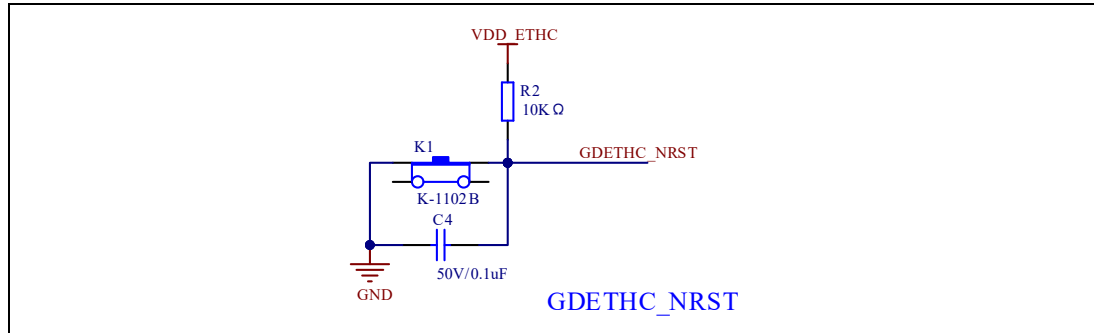 VDD_ETHC
R2
10KΩ
K1
GDETHC_NRST
K-1102B
C4
50V/0.1uF
GND
GDETHC_NRST